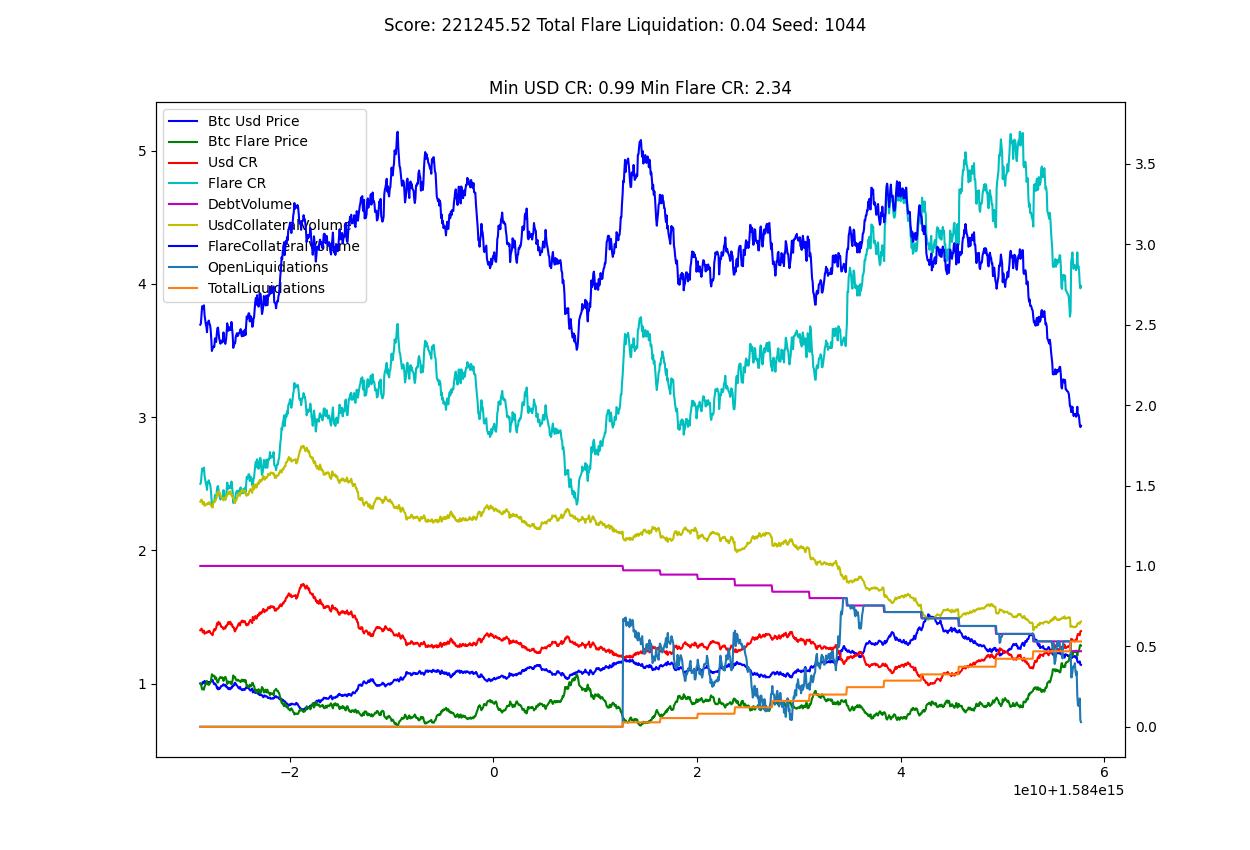 Score: 221245.52 Total Flare Liquidation: 0.04 Seed: 1044
Min USD CR: 0.99 Min Flare CR: 2.34
Btc Usd Price
Btc Flare Price
Usd CR
Flare CR
DebtVolume
UsdCollateralVolume
FlareCollateralVolume
OpenLiquidations
TotalLiquidations
5
4
3
2
1
3.5
3.0
2.5
2.0
1.5
1.0
0.5
0.0
−2 0 2 4 6
1e10+1.584e15